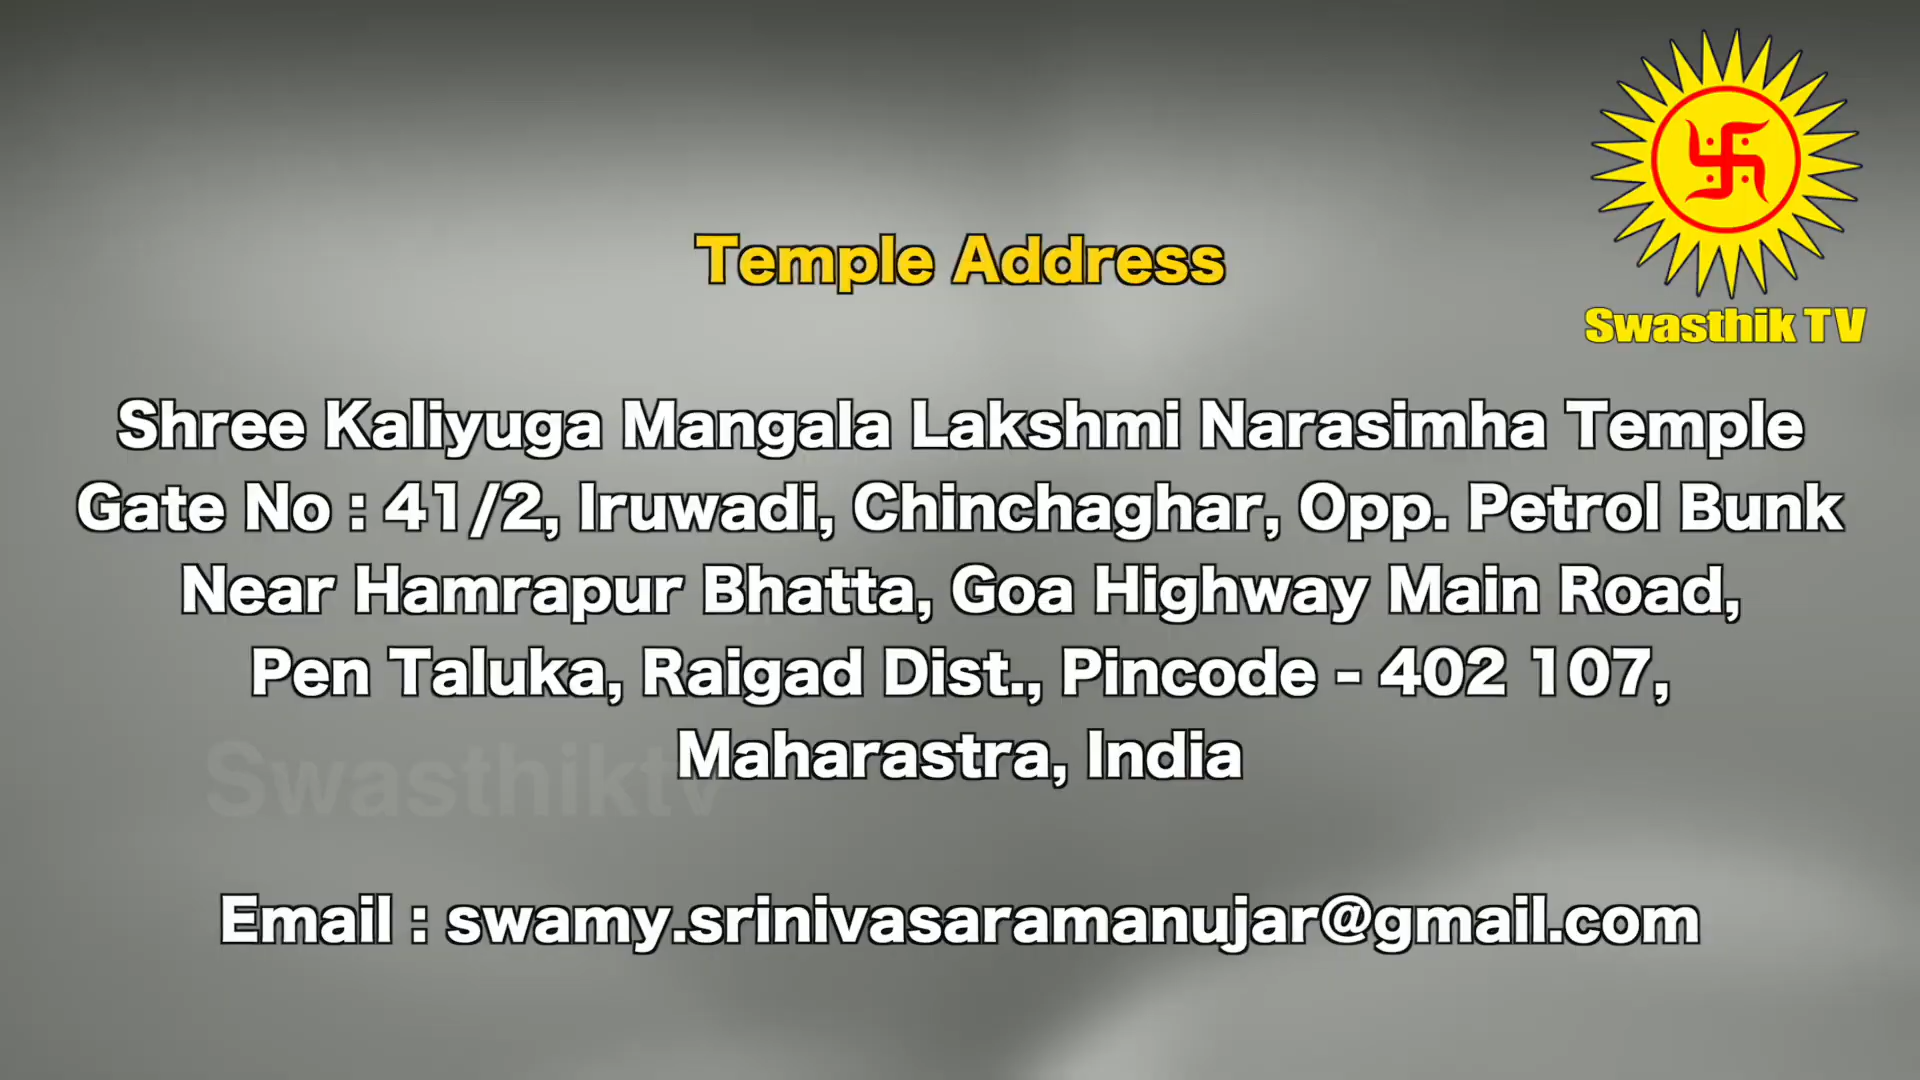 Temple Address
Swasthik TV
Shree Kaliyuga Mangala Lakshmi Narasimha Temple
Gate No : 41/2, Iruwadi, Chinchaghar, Opp. Petrol Bunk
Near Hamrapur Bhatta, Goa Highway Main Road,
Pen Taluka, Raigad Dist., Pincode - 402 107,
Maharastra, India
Swasthiktv
Email : swamy.srinivasaramanujar@gmail.com